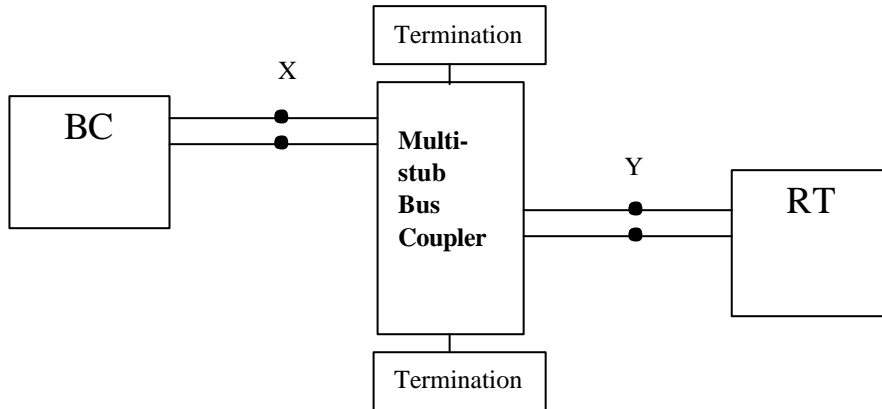 Termination
X
BC
Multi-
stub
Bus
Coupler
Y
RT
Termination